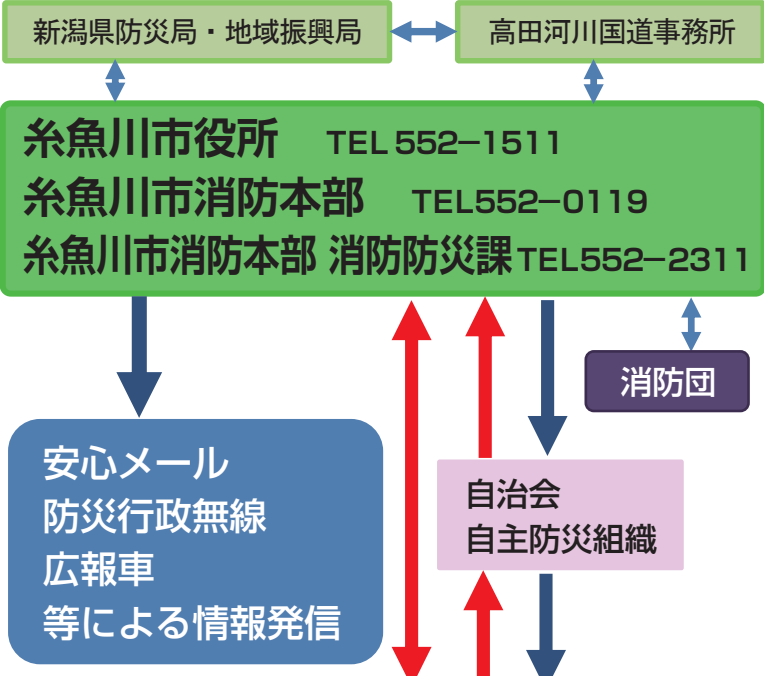 新潟県防災局・地域振興局
高田河川国道事務所
糸魚川市役所 TEL 552−1511
糸魚川市消防本部 TEL552−0119
糸魚川市消防本部 消防防災課 TEL552−2311
消防団
安心メール
防災行政無線
広報車
等による情報発信
自治会
自主防災組織